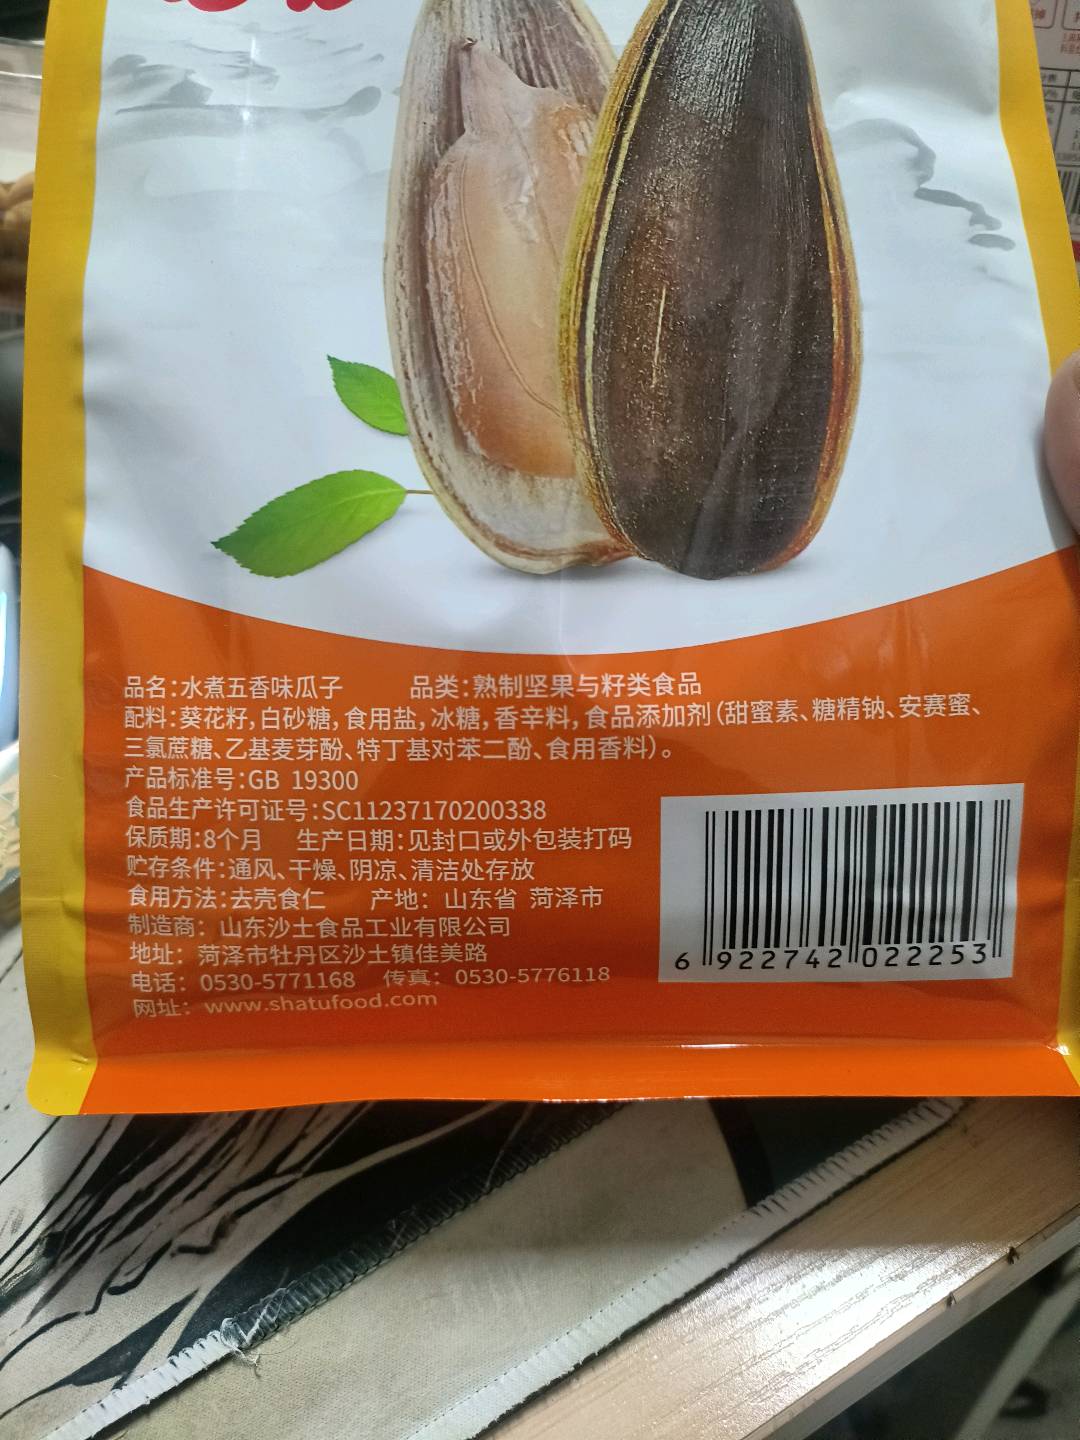 品名:水煮五香味瓜子 品类:熟制坚果与籽类食品
配料:葵花籽,白砂糖,食用盐,冰糖,香辛料,食品添加剂(甜蜜素、糖精钠、安赛蜜、
三氯蔗糖、乙基麦芽酚、特丁基对苯二酚、食用香料)。
产品标准号:GB 19300
食品生产许可证号:SC11237170200338
保质期:8个月 生产日期:见封口或外包装打码
贮存条件:通风、干燥、阴凉、清洁处存放
食用方法:去壳食仁 产地: 山东省 菏泽市
制造商: 山东沙土食品工业有限公司
地址: 菏泽市牡丹区沙土镇佳美路
电话: 0530-5771168 传真: 0530-5776118
网址: www.shatufood.com
6 922742 022253